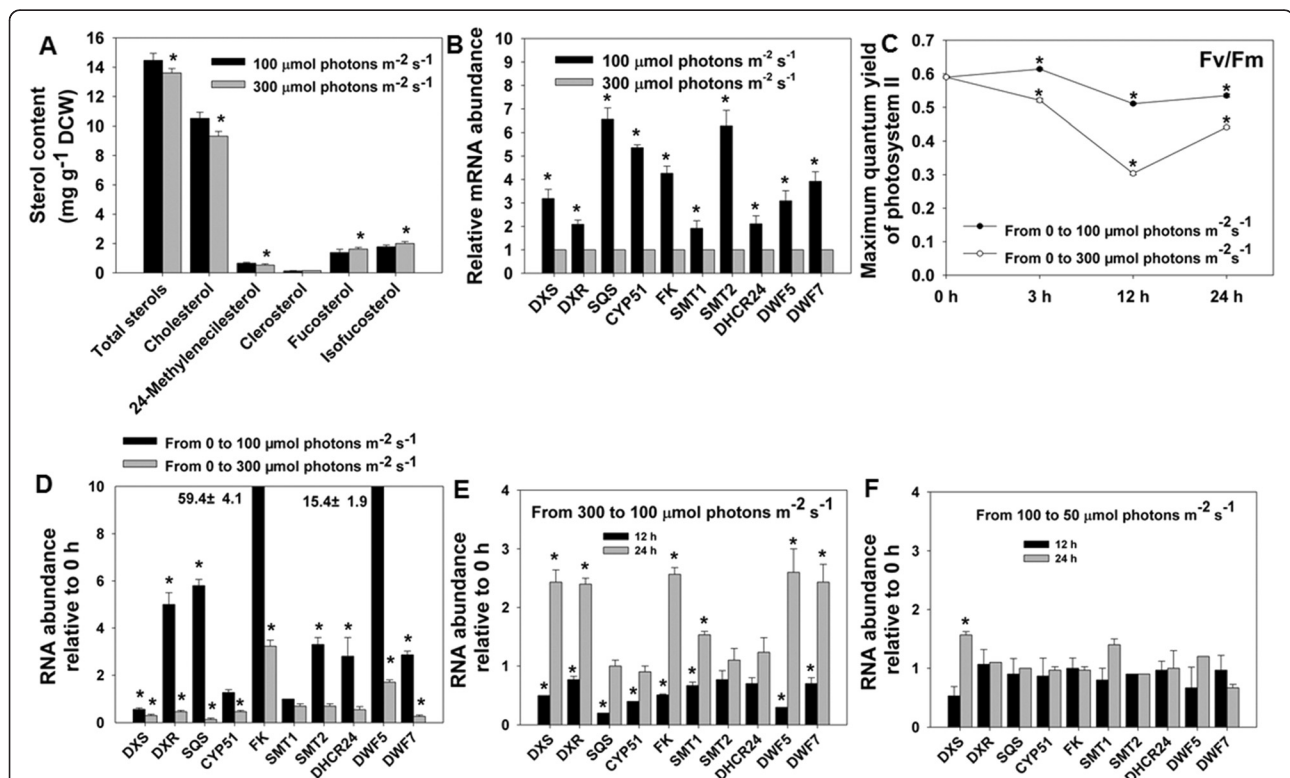 A
Sterol content
(mg g-1 DCW)
16
14
12
10
8
6
4
2
0
100 μmol photons m-2 s-1
300 μmol photons m-2 s-1
* * * * *
Total sterols
Cholesterol
24-Methylenecilesterol
Clerosterol
Fucosterol
Isofucosterol
B
Relative mRNA abundance
10
9
8
7
6
5
4
3
2
1
0
100 μmol photons m-2 s-1
300 μmol photons m-2 s-1
* * * * * * * * * *
DXS
DXR
SQS
CYP51
FK
SMT1
SMT2
DHCR24
DWF5
DWF7
C
Maximum quantum yield
of photosystem II
Fv/Fm
0.7
0.6
0.5
0.4
0.3
0.2
0.1
0.0
* * *
* * *
From 0 to 100 μmol photons m-2 s-1
From 0 to 300 μmol photons m-2 s-1
0 h
3 h
12 h
24 h
From 0 to 100 μmol photons m-2 s-1
From 0 to 300 μmol photons m-2 s-1
D
RNA abundance
relative to 0 h
10
8
6
4
2
0
59.4± 4.1
15.4± 1.9
* * * * * * * * * * * *
DXS
DXR
SQS
CYP51
FK
SMT1
SMT2
DHCR24
DWF5
DWF7
E
RNA abundance
relative to 0 h
4
3
2
1
0
From 300 to 100 μmol photons m-2 s-1
12 h
24 h
* * * * * * * * * * * * * *
DXS
DXR
SQS
CYP51
FK
SMT1
SMT2
DHCR24
DWF5
DWF7
F
RNA abundance
relative to 0 h
4
3
2
1
0
From 100 to 50 μmol photons m-2 s-1
12 h
24 h
*
DXS
DXR
SQS
CYP51
FK
SMT1
SMT2
DHCR24
DWF5
DWF7